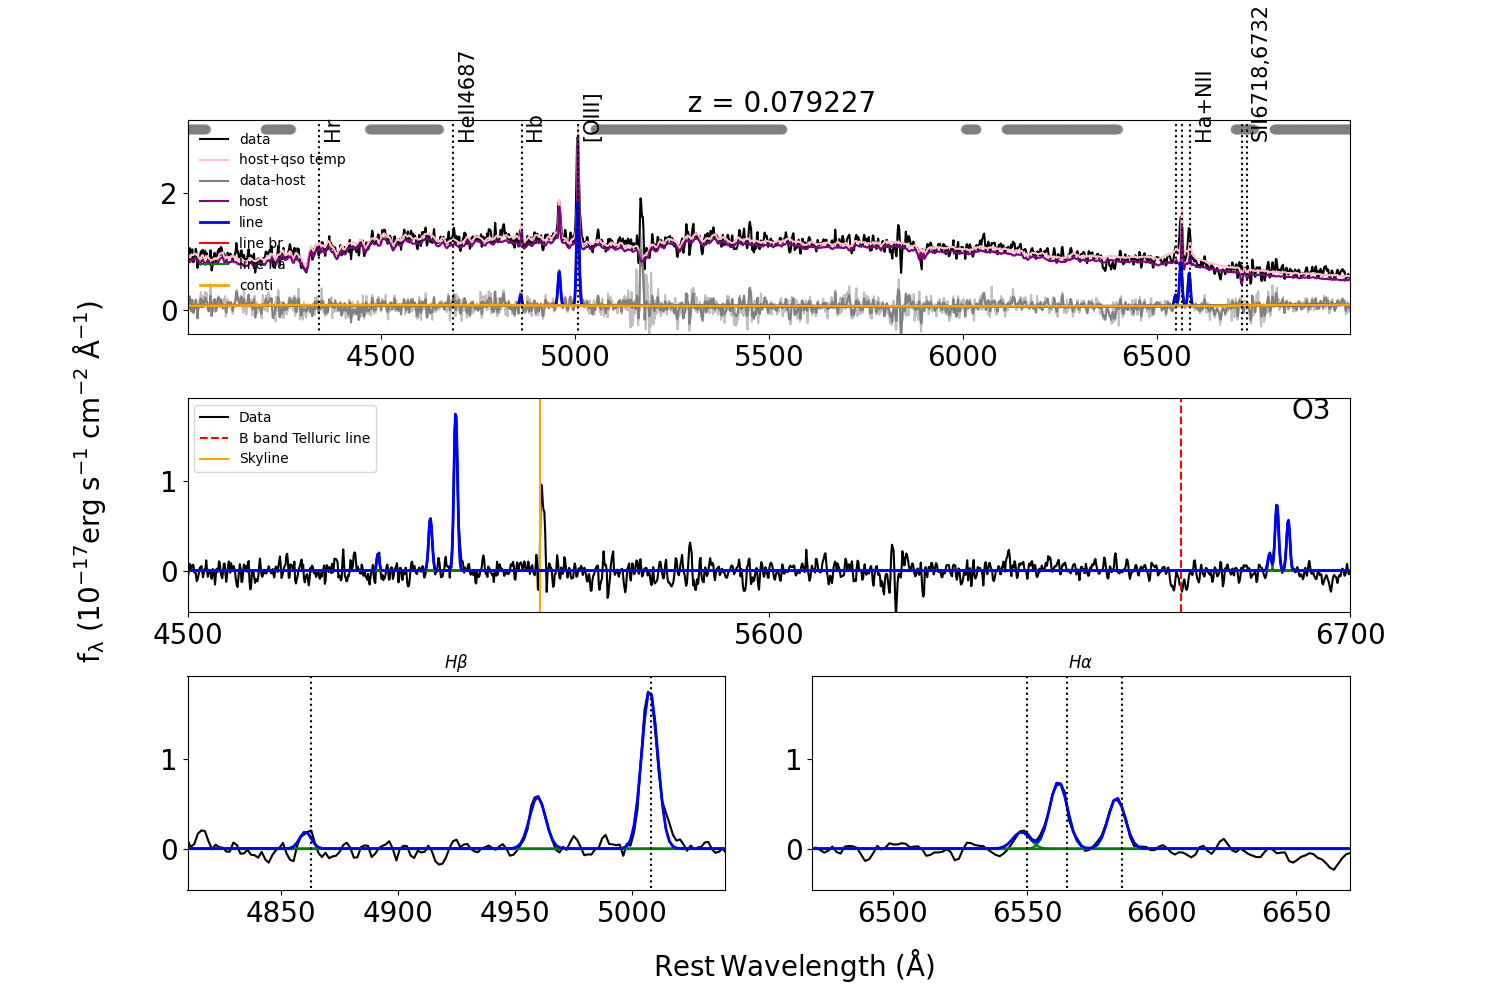 z = 0.079227
Hr
HeII4687
Hb
[OIII]
Ha+NII
SII6718,6732
data
host+qso temp
data-host
host
line
line br
line na
conti
2
0
4500
5000
5500
6000
6500
O3
Data
B band Telluric line
Skyline
1
0
4500
5600
6700
Hβ
1
0
4850
4900
4950
5000
Hα
1
0
6500
6550
6600
6650
fλ (10⁻¹⁷erg s⁻¹ cm⁻² Å⁻¹)
Rest Wavelength (Å)